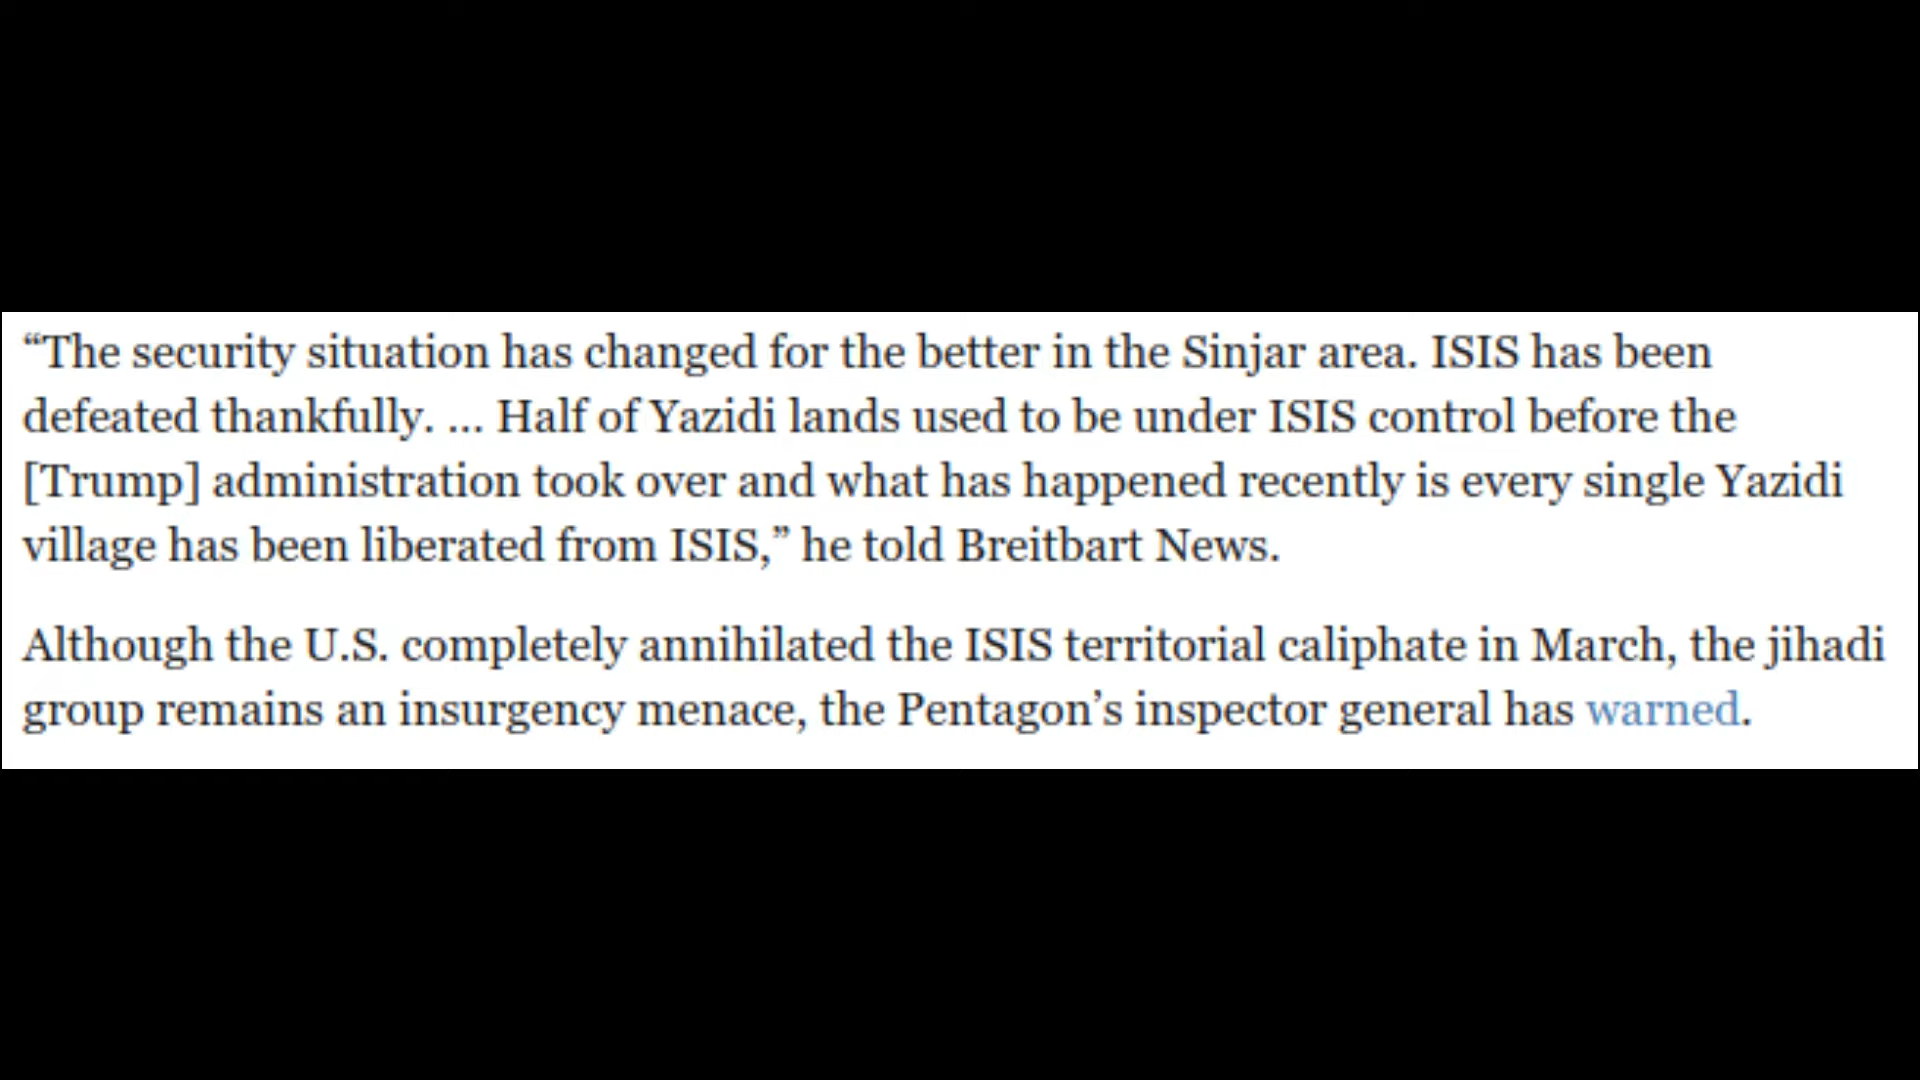 “The security situation has changed for the better in the Sinjar area. ISIS has been
defeated thankfully. ... Half of Yazidi lands used to be under ISIS control before the
[Trump] administration took over and what has happened recently is every single Yazidi
village has been liberated from ISIS,” he told Breitbart News.
Although the U.S. completely annihilated the ISIS territorial caliphate in March, the jihadi
group remains an insurgency menace, the Pentagon’s inspector general has warned.